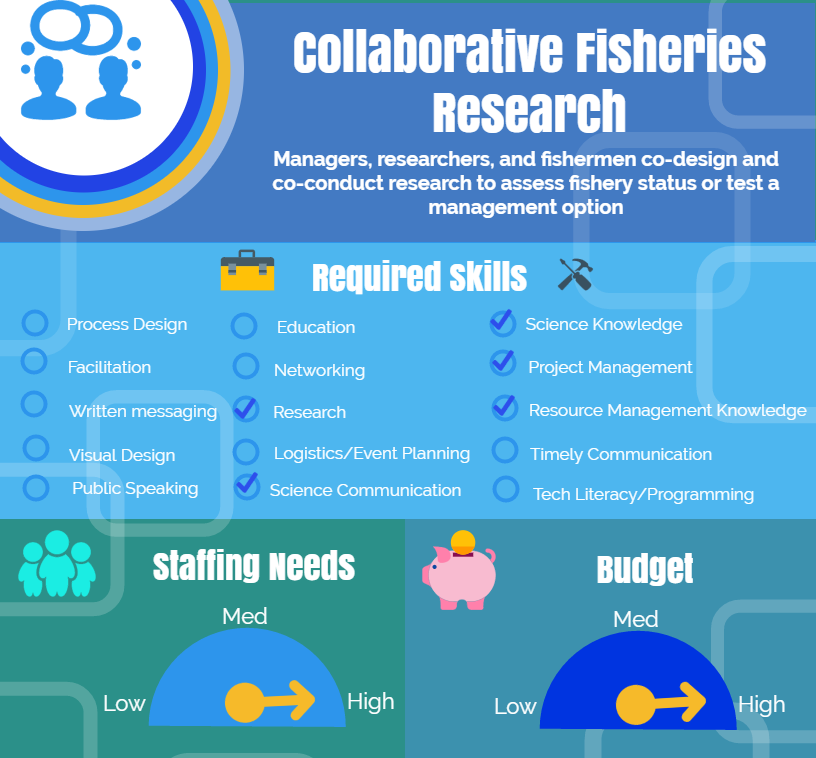 Collaborative Fisheries
Research
Managers, researchers, and fishermen co-design and
co-conduct research to assess fishery status or test a
management option
Required Skills
Process Design
Facilitation
Written messaging
Visual Design
Public Speaking
Education
Networking
Research
Logistics/Event Planning
Science Communication
Science Knowledge
Project Management
Resource Management Knowledge
Timely Communication
Tech Literacy/Programming
Staffing Needs
Med
Low
High
Budget
Med
Low
High